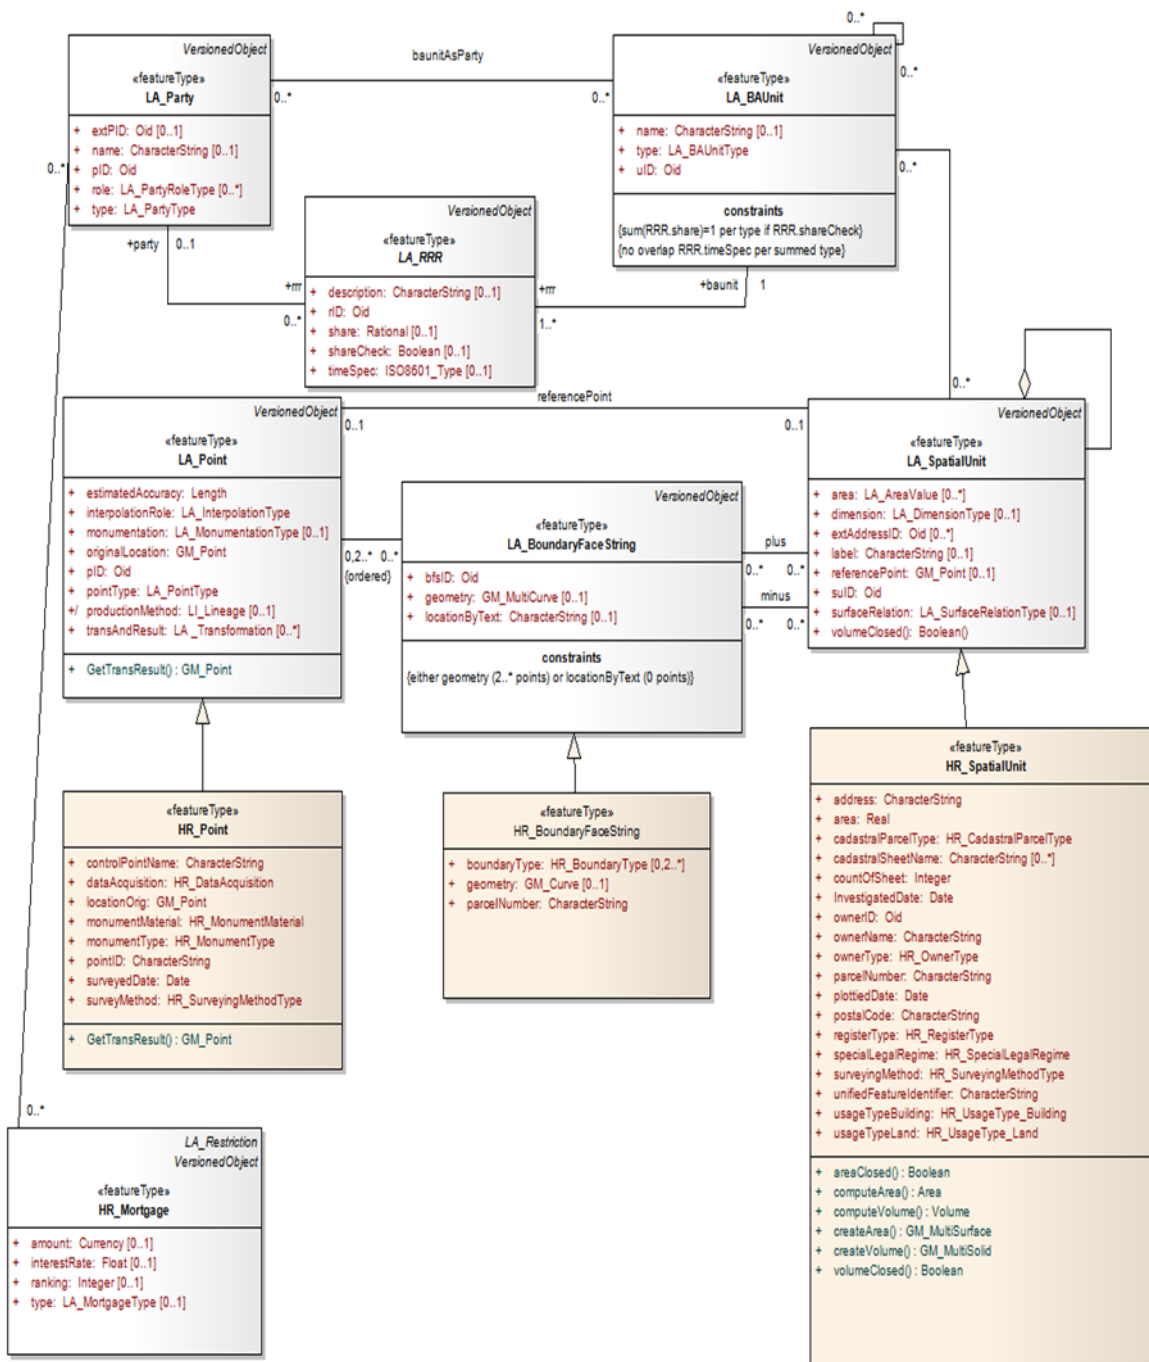 VersionedObject
«featureType»
LA_Party
+ extPID: Oid [0..1]
+ name: CharacterString [0..1]
+ pID: Oid
+ role: LA_PartyRoleType [0..*]
+ type: LA_PartyType
baunitAsParty
0..*
0..*
0..*
0..*
VersionedObject
«featureType»
LA_BAUnit
+ name: CharacterString [0..1]
+ type: LA_BAUnitType
+ uID: Oid
constraints
{sum(RRR.share)=1 per type if RRR.shareCheck}
{no overlap RRR.timeSpec per summed type}
0..*
0..*
+party 0..1
+rrr
0..*
VersionedObject
«featureType»
LA_RRR
+ description: CharacterString [0..1]
+ rID: Oid
+ share: Rational [0..1]
+ shareCheck: Boolean [0..1]
+ timeSpec: ISO8601_Type [0..1]
+rrr
1..*
+baunit 1
0..*
referencePoint
0..1
0..1
VersionedObject
«featureType»
LA_Point
+ estimatedAccuracy: Length
+ interpolationRole: LA_InterpolationType
+ monumentation: LA_MonumentationType [0..1]
+ originalLocation: GM_Point
+ pID: Oid
+ pointType: LA_PointType
+/ productionMethod: LI_Lineage [0..1]
+ transAndResult: LA _Transformation [0..*]
+ GetTransResult() : GM_Point
0,2..* 0..*
{ordered}
VersionedObject
«featureType»
LA_BoundaryFaceString
+ bfsID: Oid
+ geometry: GM_MultiCurve [0..1]
+ locationByText: CharacterString [0..1]
constraints
{either geometry (2..* points) or locationByText (0 points)}
plus
0..* 0..*
minus
0..* 0..*
VersionedObject
«featureType»
LA_SpatialUnit
+ area: LA_AreaValue [0..*]
+ dimension: LA_DimensionType [0..1]
+ extAddressID: Oid [0..*]
+ label: CharacterString [0..1]
+ referencePoint: GM_Point [0..1]
+ suID: Oid
+ surfaceRelation: LA_SurfaceRelationType [0..1]
+ volumeClosed(): Boolean()
«featureType»
HR_Point
+ controlPointName: CharacterString
+ dataAcquisition: HR_DataAcquisition
+ locationOrig: GM_Point
+ monumentMaterial: HR_MonumentMaterial
+ monumentType: HR_MonumentType
+ pointID: CharacterString
+ surveyedDate: Date
+ surveyMethod: HR_SurveyingMethodType
+ GetTransResult() : GM_Point
«featureType»
HR_BoundaryFaceString
+ boundaryType: HR_BoundaryType [0,2..*]
+ geometry: GM_Curve [0..1]
+ parcelNumber: CharacterString
«featureType»
HR_SpatialUnit
+ address: CharacterString
+ area: Real
+ cadastralParcelType: HR_CadastralParcelType
+ cadastralSheetName: CharacterString [0..*]
+ countOfSheet: Integer
+ InvestigatedDate: Date
+ ownerID: Oid
+ ownerName: CharacterString
+ ownerType: HR_OwnerType
+ parcelNumber: CharacterString
+ plottiedDate: Date
+ postalCode: CharacterString
+ registerType: HR_RegisterType
+ specialLegalRegime: HR_SpecialLegalRegime
+ surveyingMethod: HR_SurveyingMethodType
+ unifiedFeatureIdentifier: CharacterString
+ usageTypeBuilding: HR_UsageType_Building
+ usageTypeLand: HR_UsageType_Land
+ areaClosed() : Boolean
+ computeArea() : Area
+ computeVolume() : Volume
+ createArea() : GM_MultiSurface
+ createVolume() : GM_MultiSolid
+ volumeClosed() : Boolean
0..*
LA_Restriction
VersionedObject
«featureType»
HR_Mortgage
+ amount: Currency [0..1]
+ interestRate: Float [0..1]
+ ranking: Integer [0..1]
+ type: LA_MortgageType [0..1]